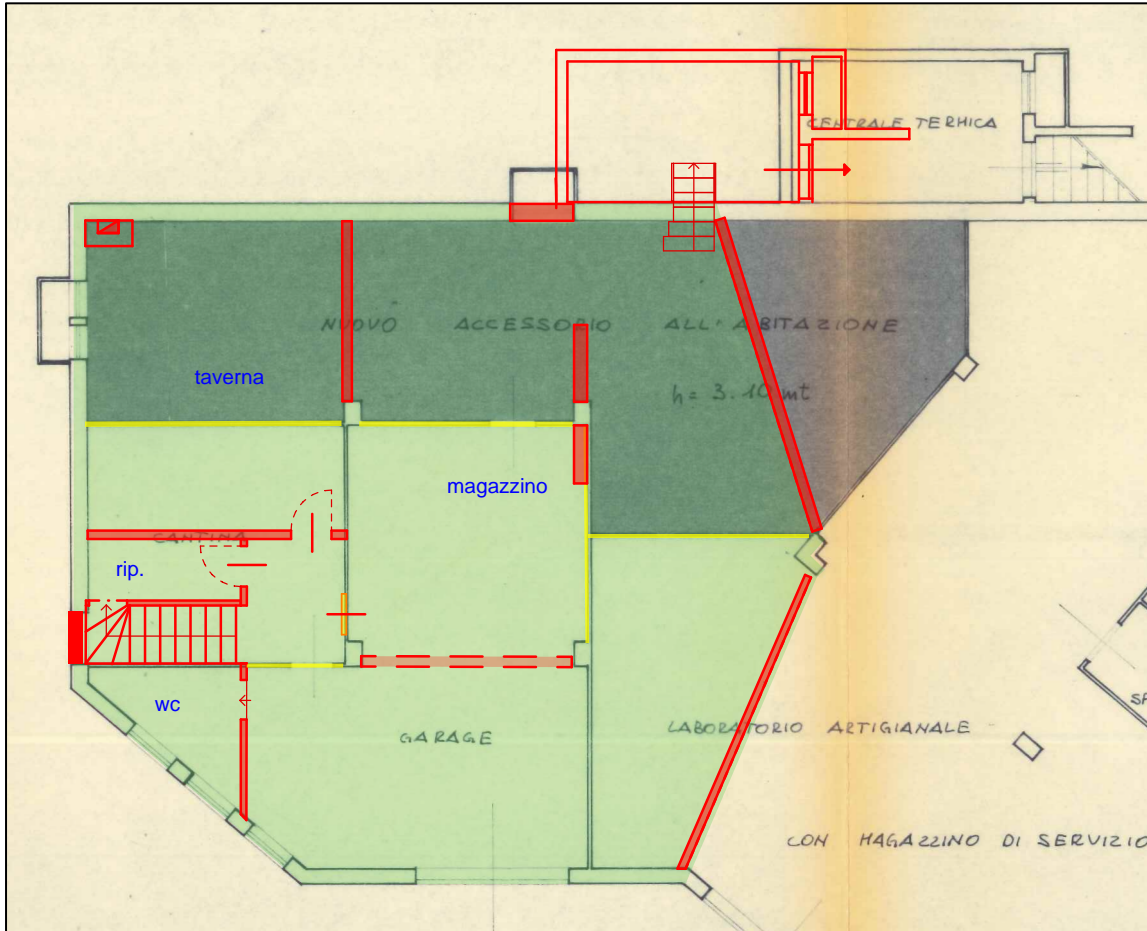 CENTRALE TERMICA
NUOVO ACCESSORIO ALL'ABITAZIONE
taverna
h = 3.10 mt
magazzino
CANTINA
rip.
wc
GARAGE
LABORATORIO ARTIGIANALE
CON MAGAZZINO DI SERVIZIO